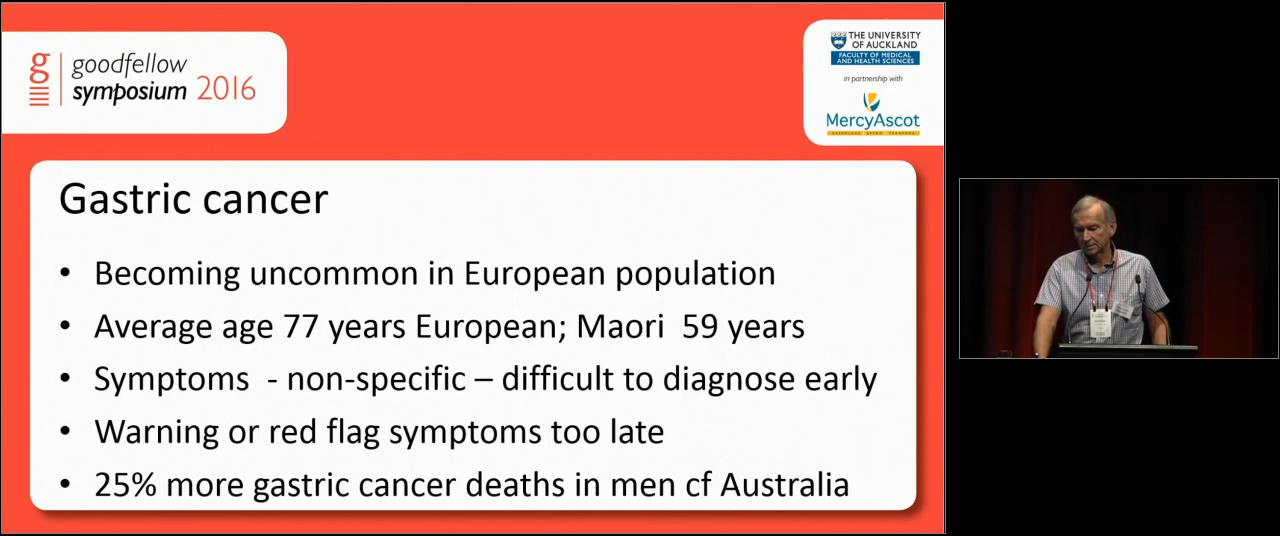 g goodfellow
symposium 2016
THE UNIVERSITY
OF AUCKLAND
FACULTY OF MEDICAL
AND HEALTH SCIENCES
in partnership with
MercyAscot
Gastric cancer
• Becoming uncommon in European population
• Average age 77 years European; Maori 59 years
• Symptoms - non-specific – difficult to diagnose early
• Warning or red flag symptoms too late
• 25% more gastric cancer deaths in men cf Australia